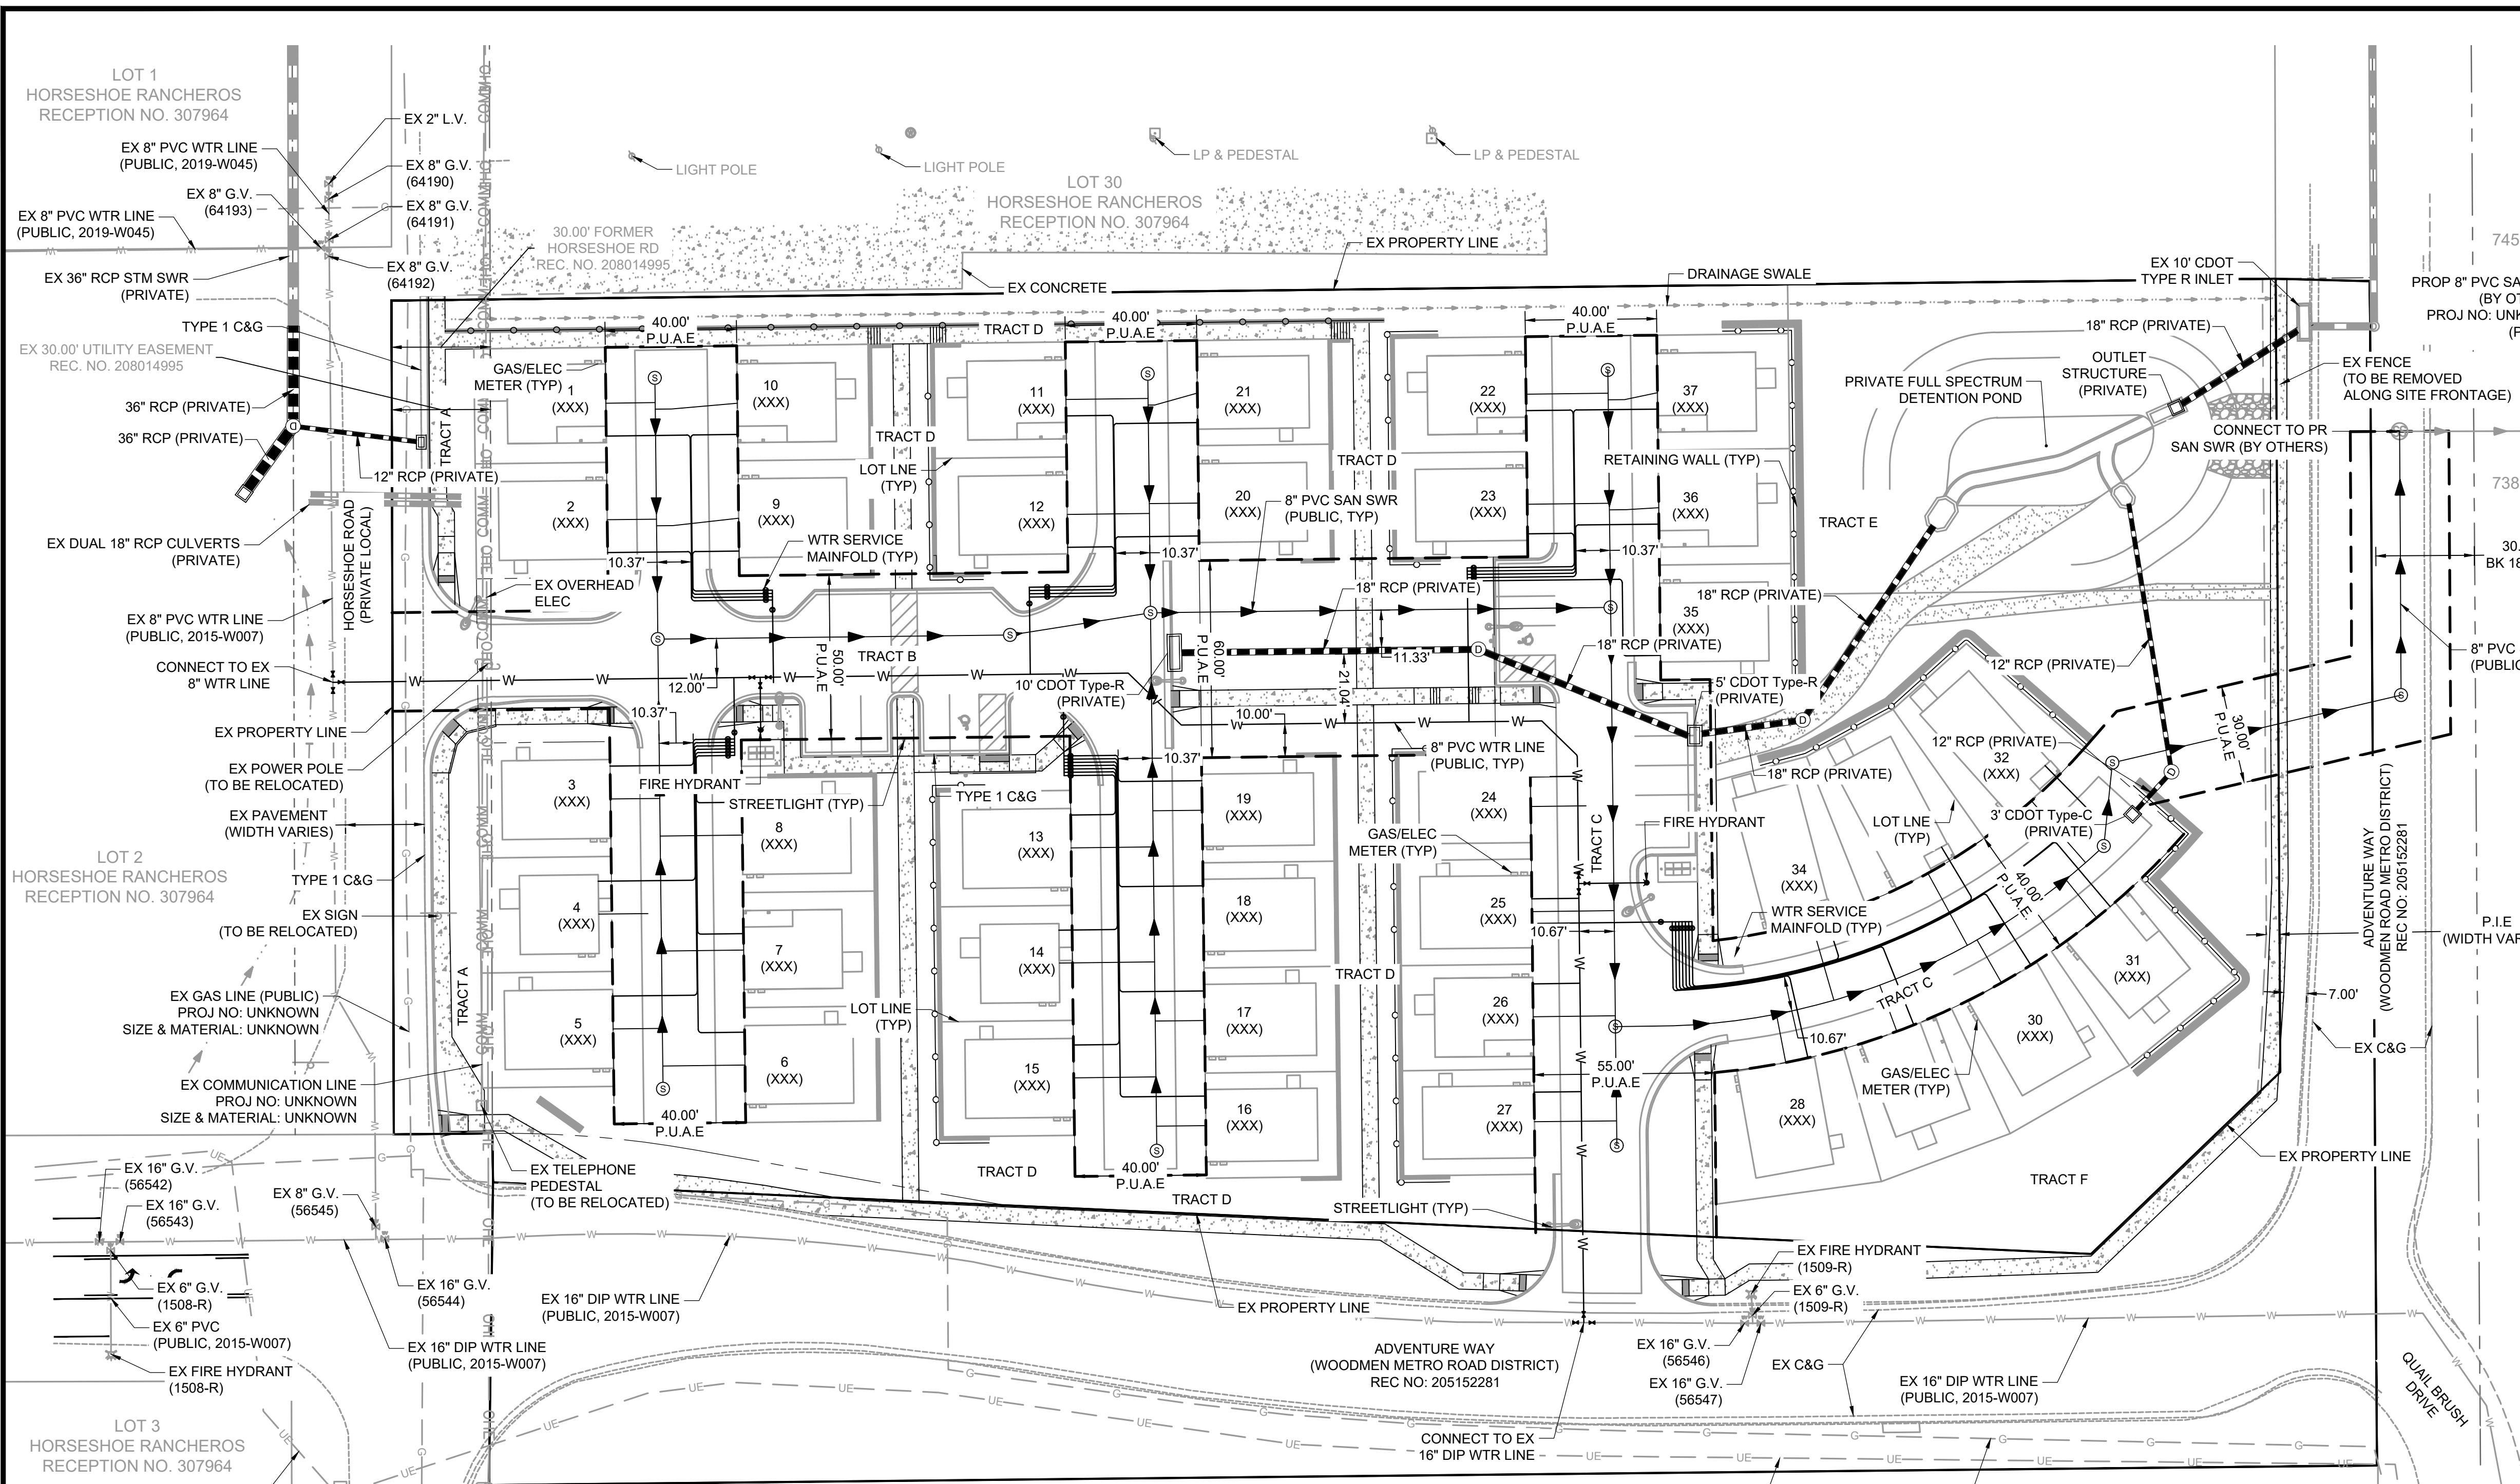 LOT 1
HORSESHOE RANCHEROS
RECEPTION NO. 307964
EX 2" L.V.
EX 8" PVC WTR LINE
(PUBLIC, 2019-W045)
EX 8" G.V.
(64190)
EX 8" G.V.
(64193)
EX 8" G.V.
(64191)
EX 8" PVC WTR LINE
(PUBLIC, 2019-W045)
EX 8" G.V.
(64192)
EX 36" RCP STM SWR
(PRIVATE)
TYPE 1 C&G
EX 30.00' UTILITY EASEMENT
REC. NO. 208014995
36" RCP (PRIVATE)
36" RCP (PRIVATE)
12" RCP (PRIVATE)
EX DUAL 18" RCP CULVERTS
(PRIVATE)
HORSESHOE ROAD
(PRIVATE LOCAL)
EX 8" PVC WTR LINE
(PUBLIC, 2015-W007)
CONNECT TO EX
8" WTR LINE
EX PROPERTY LINE
EX POWER POLE
(TO BE RELOCATED)
EX PAVEMENT
(WIDTH VARIES)
LOT 2
HORSESHOE RANCHEROS
RECEPTION NO. 307964
TYPE 1 C&G
EX SIGN
(TO BE RELOCATED)
EX GAS LINE (PUBLIC)
PROJ NO: UNKNOWN
SIZE & MATERIAL: UNKNOWN
EX COMMUNICATION LINE
PROJ NO: UNKNOWN
SIZE & MATERIAL: UNKNOWN
EX 16" G.V.
(56542)
EX 16" G.V.
(56543)
EX 8" G.V.
(56545)
EX 6" G.V.
(1508-R)
EX 6" PVC
(PUBLIC, 2015-W007)
EX FIRE HYDRANT
(1508-R)
EX 16" G.V.
(56544)
EX 16" DIP WTR LINE
(PUBLIC, 2015-W007)
LOT 3
HORSESHOE RANCHEROS
RECEPTION NO. 307964
LIGHT POLE
LIGHT POLE
LP & PEDESTAL
LP & PEDESTAL
LOT 30
HORSESHOE RANCHEROS
RECEPTION NO. 307964
30.00' FORMER
HORSESHOE RD
REC. NO. 208014995
EX CONCRETE
EX PROPERTY LINE
DRAINAGE SWALE
40.00'
P.U.A.E
TRACT D
40.00'
P.U.A.E
40.00'
P.U.A.E
GAS/ELEC
METER (TYP)
1
(XXX)
10
(XXX)
11
(XXX)
21
(XXX)
22
(XXX)
37
(XXX)
TRACT A
TRACT D
LOT LNE
(TYP)
TRACT D
RETAINING WALL (TYP)
2
(XXX)
9
(XXX)
12
(XXX)
20
(XXX)
23
(XXX)
36
(XXX)
8" PVC SAN SWR
(PUBLIC, TYP)
WTR SERVICE
MAINFOLD (TYP)
10.37'
10.37'
10.37'
EX OVERHEAD
ELEC
18" RCP (PRIVATE)
35
(XXX)
18" RCP (PRIVATE)
TRACT B
50.00'
P.U.A.E
60.00'
P.U.A.E
11.33'
21.04'
12.00'
10' CDOT Type-R
(PRIVATE)
10.00'
10.37'
10.37'
8" PVC WTR LINE
(PUBLIC, TYP)
5' CDOT Type-R
(PRIVATE)
18" RCP (PRIVATE)
FIRE HYDRANT
STREETLIGHT (TYP)
TYPE 1 C&G
3
(XXX)
8
(XXX)
13
(XXX)
19
(XXX)
24
(XXX)
GAS/ELEC
METER (TYP)
TRACT C
FIRE HYDRANT
4
(XXX)
7
(XXX)
14
(XXX)
18
(XXX)
25
(XXX)
10.67'
WTR SERVICE
MAINFOLD (TYP)
34
(XXX)
TRACT A
5
(XXX)
6
(XXX)
LOT LINE
(TYP)
15
(XXX)
17
(XXX)
TRACT D
26
(XXX)
55.00'
P.U.A.E
16
(XXX)
27
(XXX)
28
(XXX)
40.00'
P.U.A.E
40.00'
P.U.A.E
EX TELEPHONE
PEDESTAL
(TO BE RELOCATED)
TRACT D
TRACT D
STREETLIGHT (TYP)
EX 16" DIP WTR LINE
(PUBLIC, 2015-W007)
EX PROPERTY LINE
ADVENTURE WAY
(WOODMEN METRO ROAD DISTRICT)
REC NO: 205152281
CONNECT TO EX
16" DIP WTR LINE
EX FIRE HYDRANT
(1509-R)
EX 6" G.V.
(1509-R)
EX 16" G.V.
(56546)
EX 16" G.V.
(56547)
EX C&G
EX 16" DIP WTR LINE
(PUBLIC, 2015-W007)
QUAIL BRUSH
DRIVE
EX 10' CDOT
TYPE R INLET
18" RCP (PRIVATE)
OUTLET
STRUCTURE
(PRIVATE)
PRIVATE FULL SPECTRUM
DETENTION POND
EX FENCE
(TO BE REMOVED
ALONG SITE FRONTAGE)
CONNECT TO PR
SAN SWR (BY OTHERS)
TRACT E
18" RCP (PRIVATE)
12" RCP (PRIVATE)
12" RCP (PRIVATE)
32
(XXX)
3' CDOT Type-C
(PRIVATE)
LOT LNE
(TYP)
30.00'
P.U.A.E
40.00'
P.U.A.E.
TRACT C
31
(XXX)
30
(XXX)
10.67'
GAS/ELEC
METER (TYP)
TRACT F
EX PROPERTY LINE
7.00'
EX C&G
ADVENTURE WAY
(WOODMEN ROAD METRO DISTRICT)
REC NO: 205152281
P.I.E
(WIDTH VAR
8" PVC
(PUBLIC
30.
BK 18
738
745
PROP 8" PVC SA
(BY OT
PROJ NO: UNK
(P